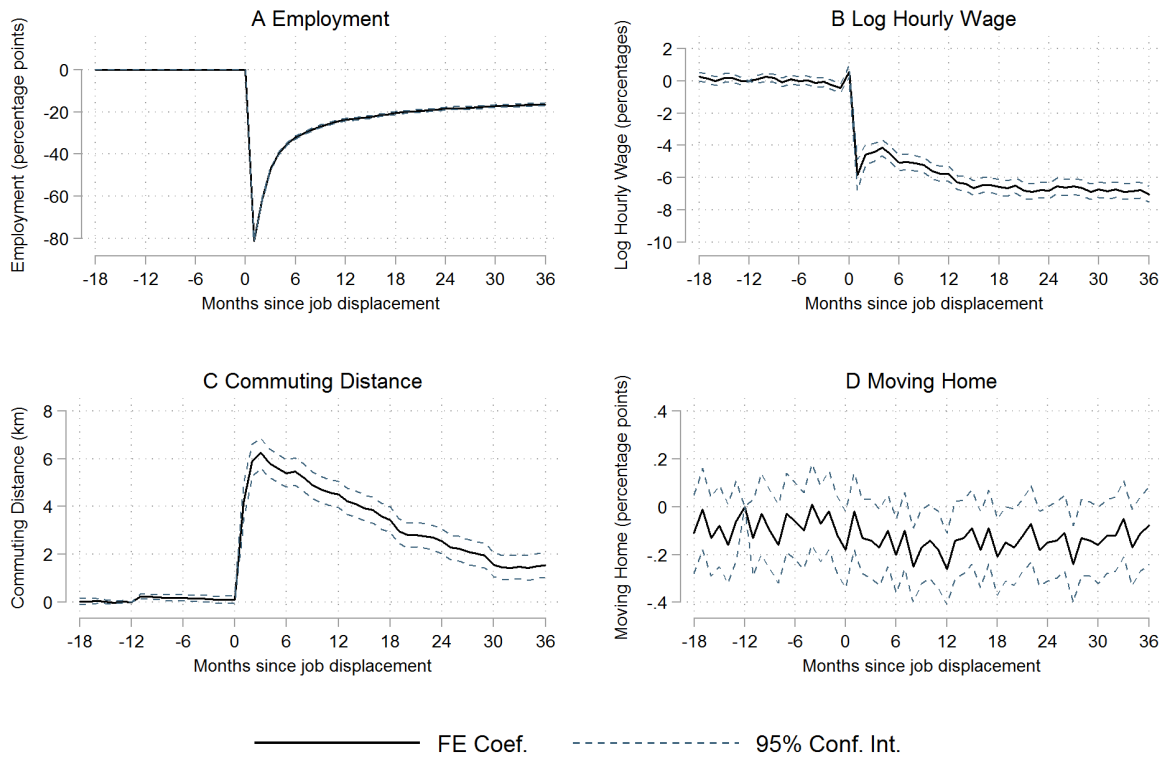 A Employment
Employment (percentage points)
0
-20
-40
-60
-80
-18 -12 -6 0 6 12 18 24 30 36
Months since job displacement
B Log Hourly Wage
Log Hourly Wage (percentages)
2
0
-2
-4
-6
-8
-10
-18 -12 -6 0 6 12 18 24 30 36
Months since job displacement
C Commuting Distance
Commuting Distance (km)
8
6
4
2
0
-18 -12 -6 0 6 12 18 24 30 36
Months since job displacement
D Moving Home
Moving Home (percentage points)
.4
.2
0
-.2
-.4
-18 -12 -6 0 6 12 18 24 30 36
Months since job displacement
FE Coef. 95% Conf. Int.